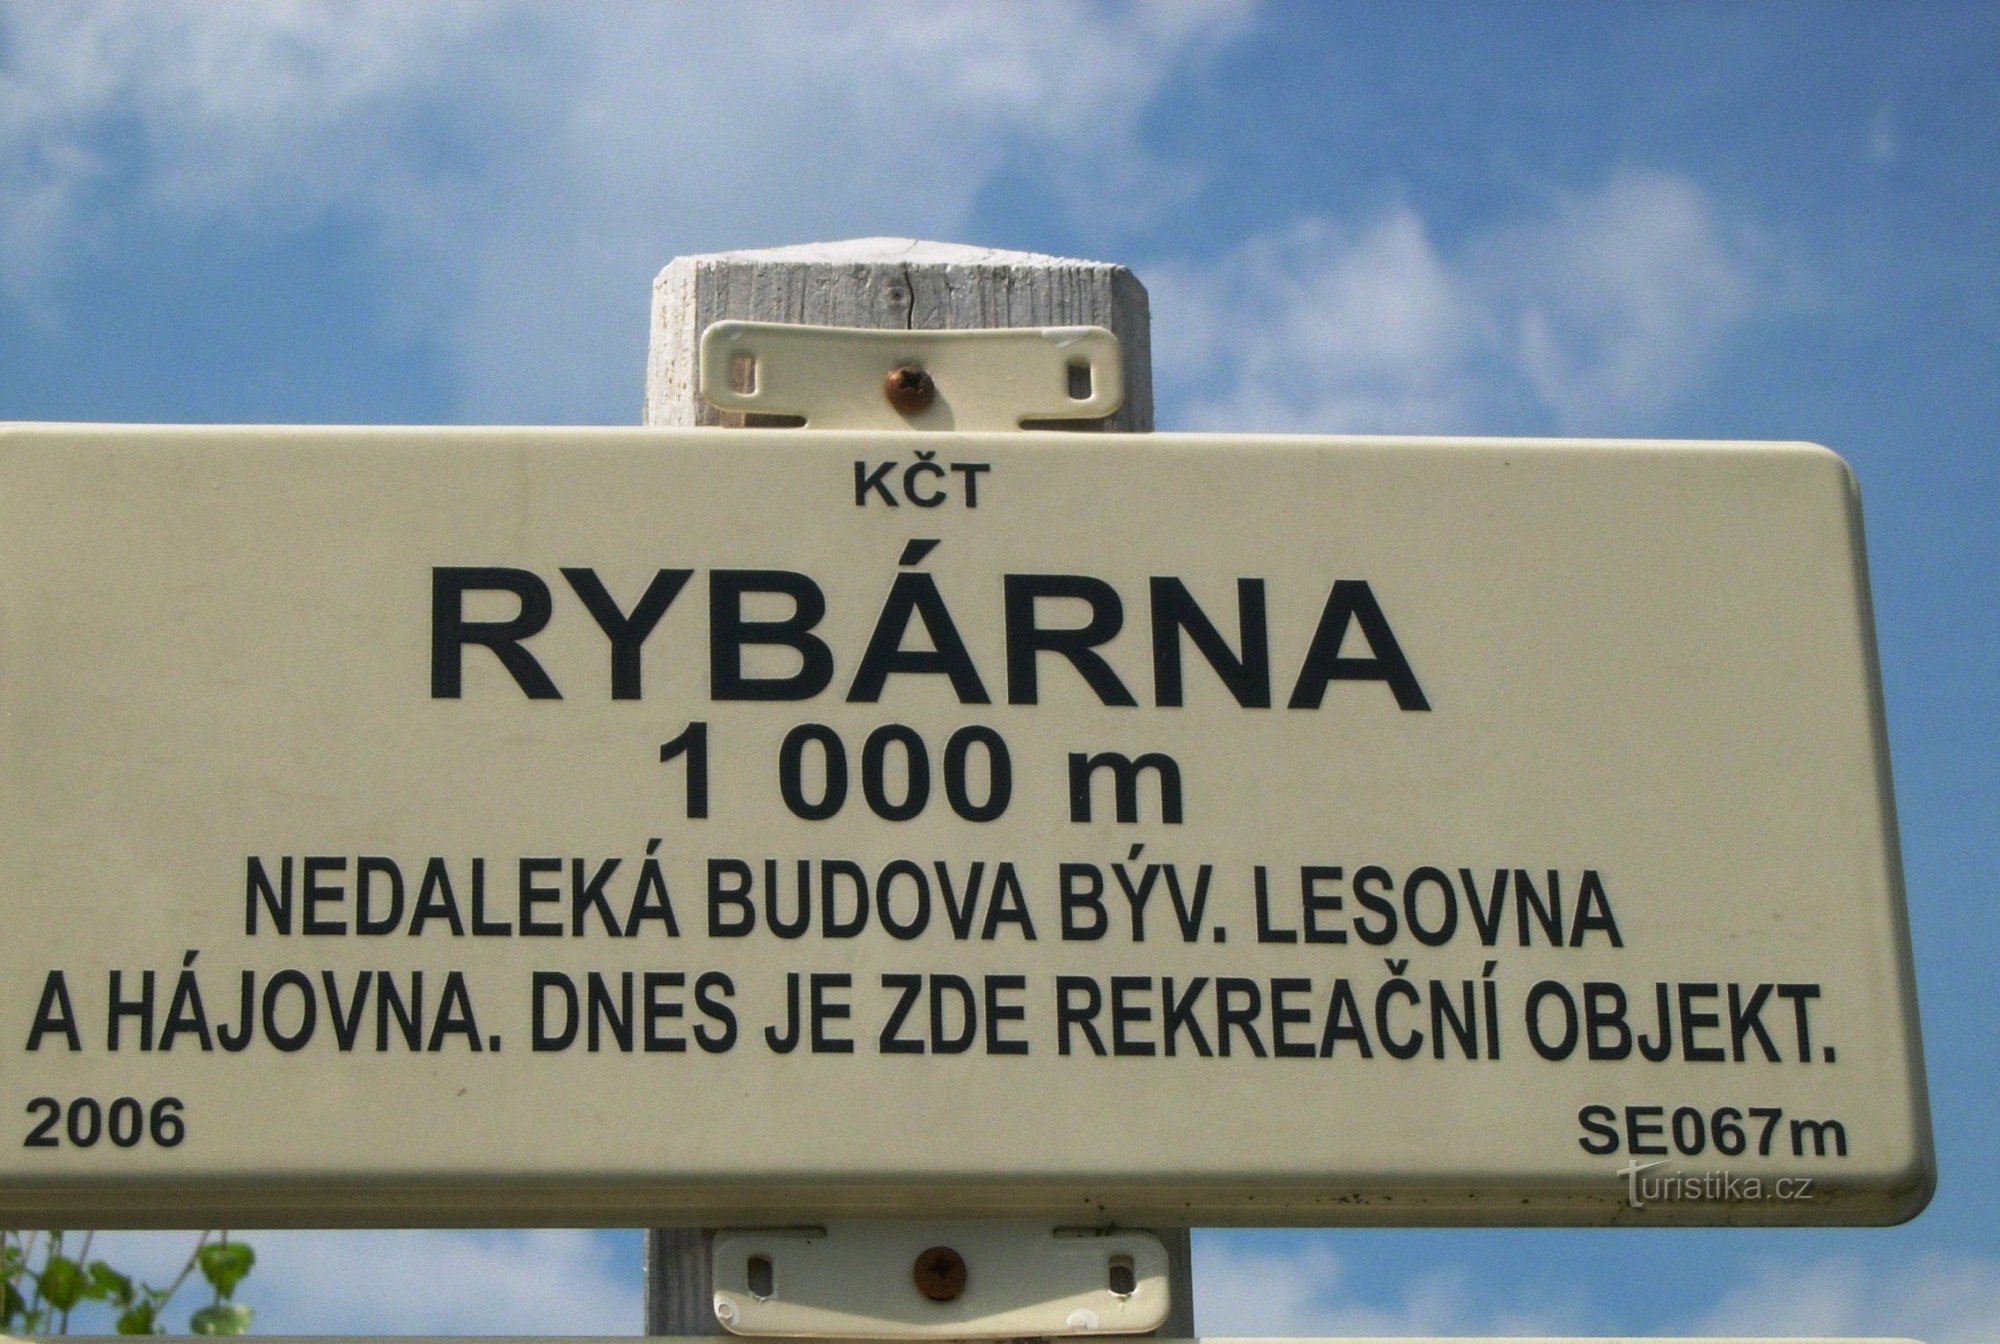 KČT
RYBÁRNA
1 000 m
NEDALEKÁ BUDOVA BÝV. LESOVNA
A HÁJOVNA. DNES JE ZDE REKREAČNÍ OBJEKT.
2006 SE067m
Turistika.cz